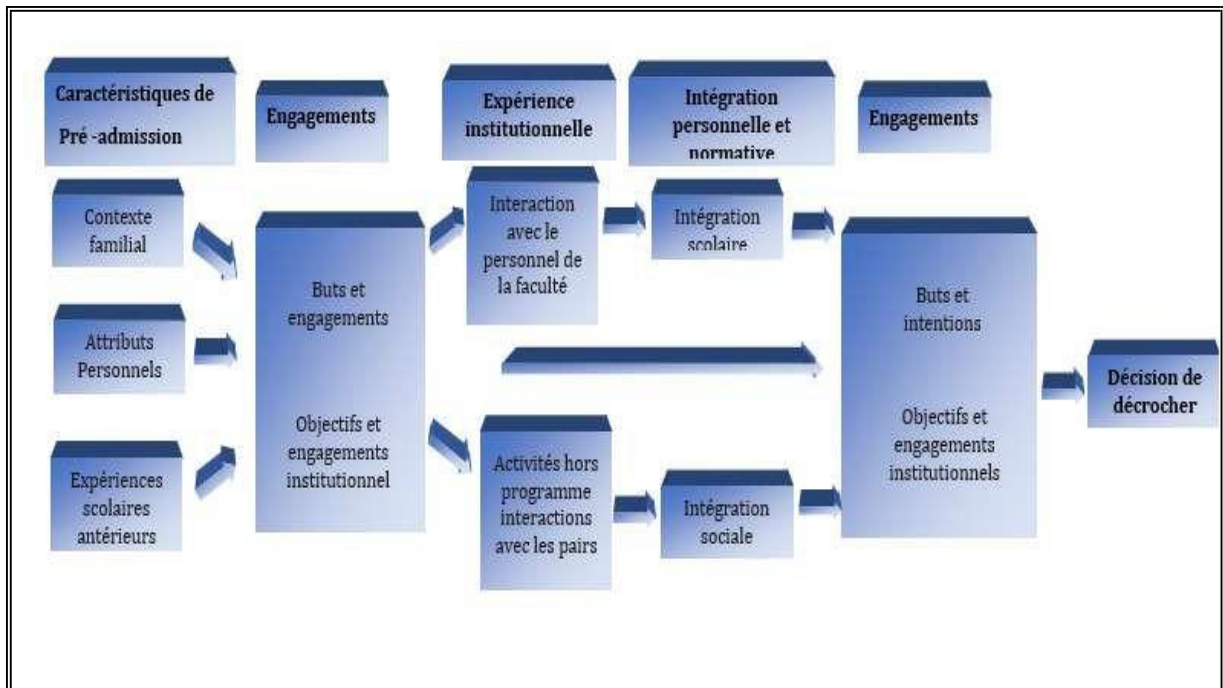 Caractéristiques de
Pré -admission
Engagements
Expérience
institutionnelle
Intégration
personnelle et
normative
Engagements
Contexte
familial
Attributs
Personnels
Expériences
scolaires
antérieurs
Buts et
engagements
Objectifs et
engagements
institutionnel
Interaction
avec le
personnel de
la faculté
Activités hors
programme
interactions
avec les pairs
Intégration
scolaire
Intégration
sociale
Buts et
intentions
Objectifs et
engagements
institutionnels
Décision de
décrocher